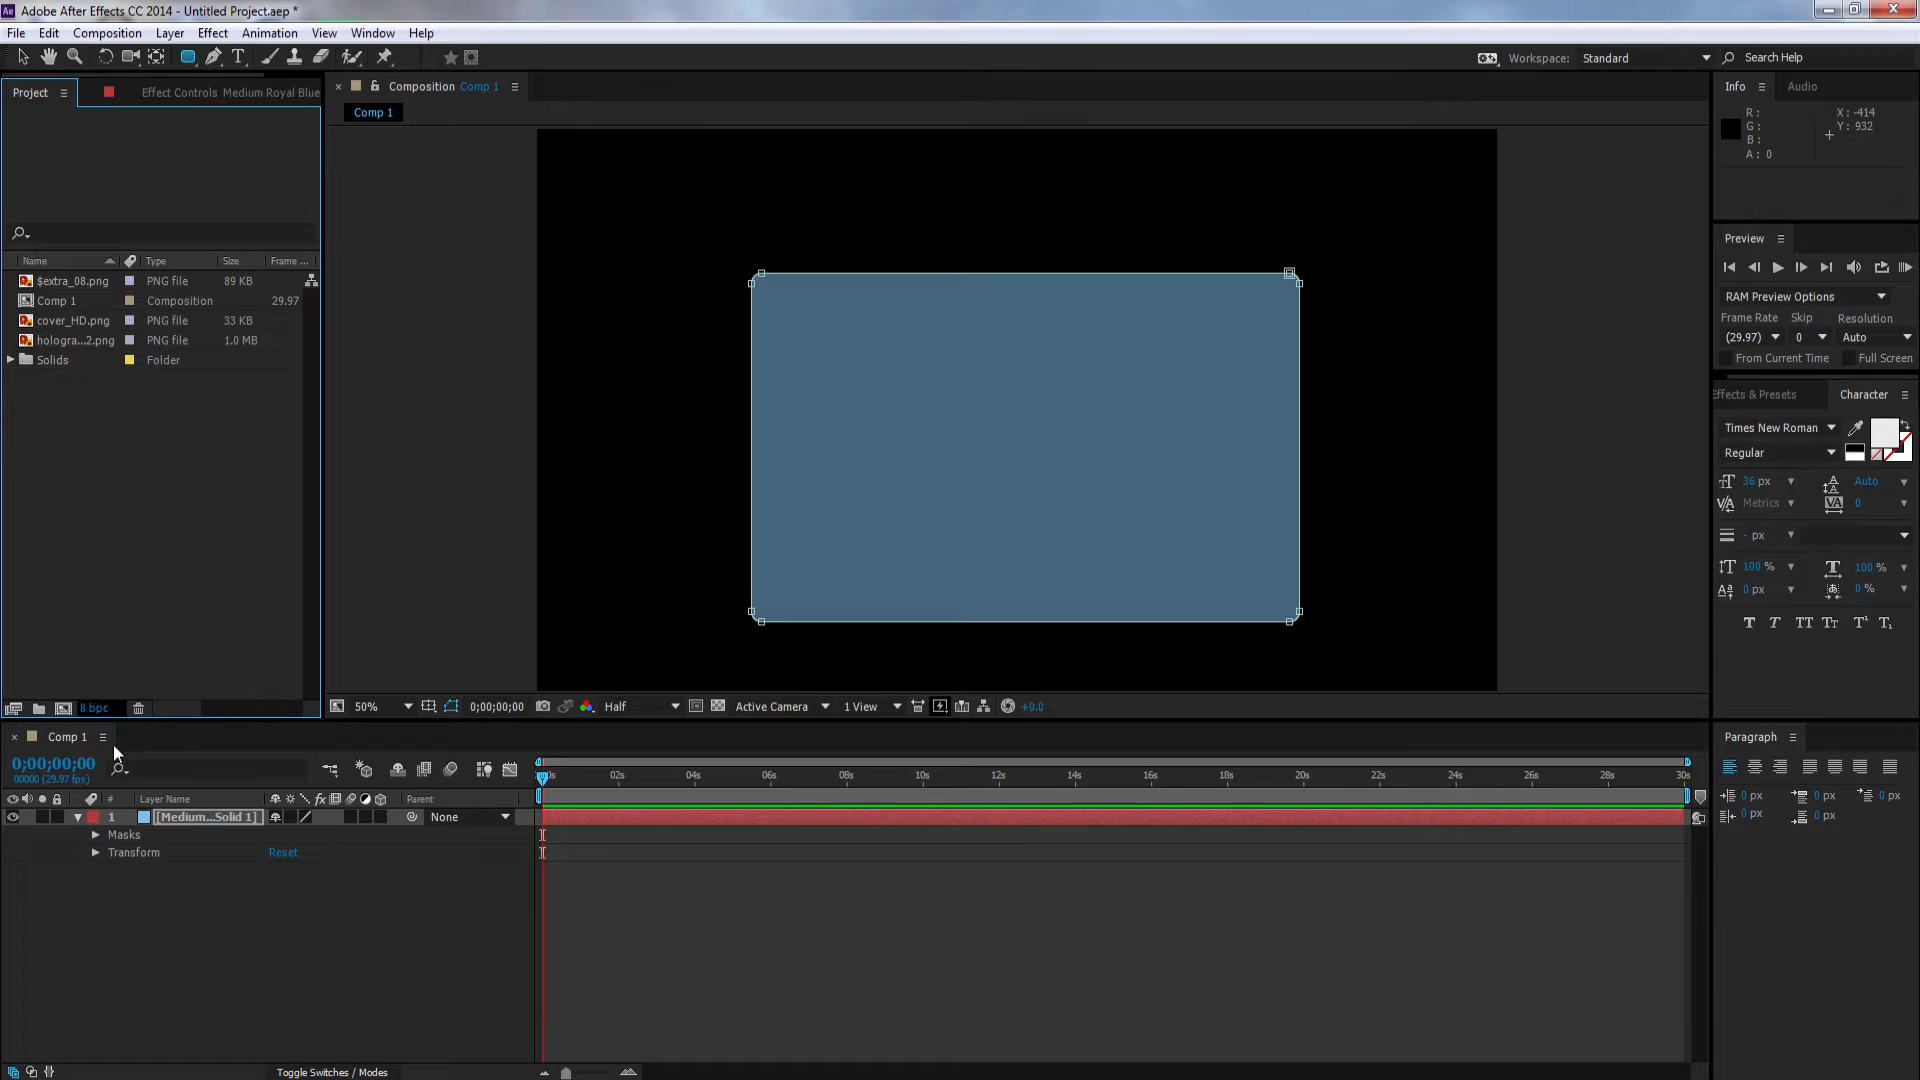 Adobe After Effects CC 2014 - Untitled Project.aep *
File Edit Composition Layer Effect Animation View Window Help
Workspace: Standard Search Help
Project Effect Controls Medium Royal Blue
Composition Comp 1
Comp 1
Info Audio
R: X: -414
G: Y: 932
B:
A: 0
Preview
RAM Preview Options
Frame Rate Skip Resolution
(29.97) 0 Auto
From Current Time Full Screen
Name Type Size Frame ...
$extra_08.png PNG file 89 KB
Comp 1 Composition 29.97
cover_HD.png PNG file 33 KB
hologra...2.png PNG file 1.0 MB
Solids Folder
Effects & Presets Character
Times New Roman
Regular
36 px Auto
Metrics 0
- px
100 % 100 %
0 px 0 %
T T TT TT T¹ T₁
8 bpc
50% 0;00;00;00 Half Active Camera 1 View +0.0
Comp 1
0;00;00;00
00000 (29.97 fps)
02s 04s 06s 08s 10s 12s 14s 16s 18s 20s 22s 24s 26s 28s 30s
# Layer Name Parent
1 [Medium...Solid 1] None
Masks
Transform Reset
Toggle Switches / Modes
Paragraph
0 px 0 px 0 px
0 px 0 px